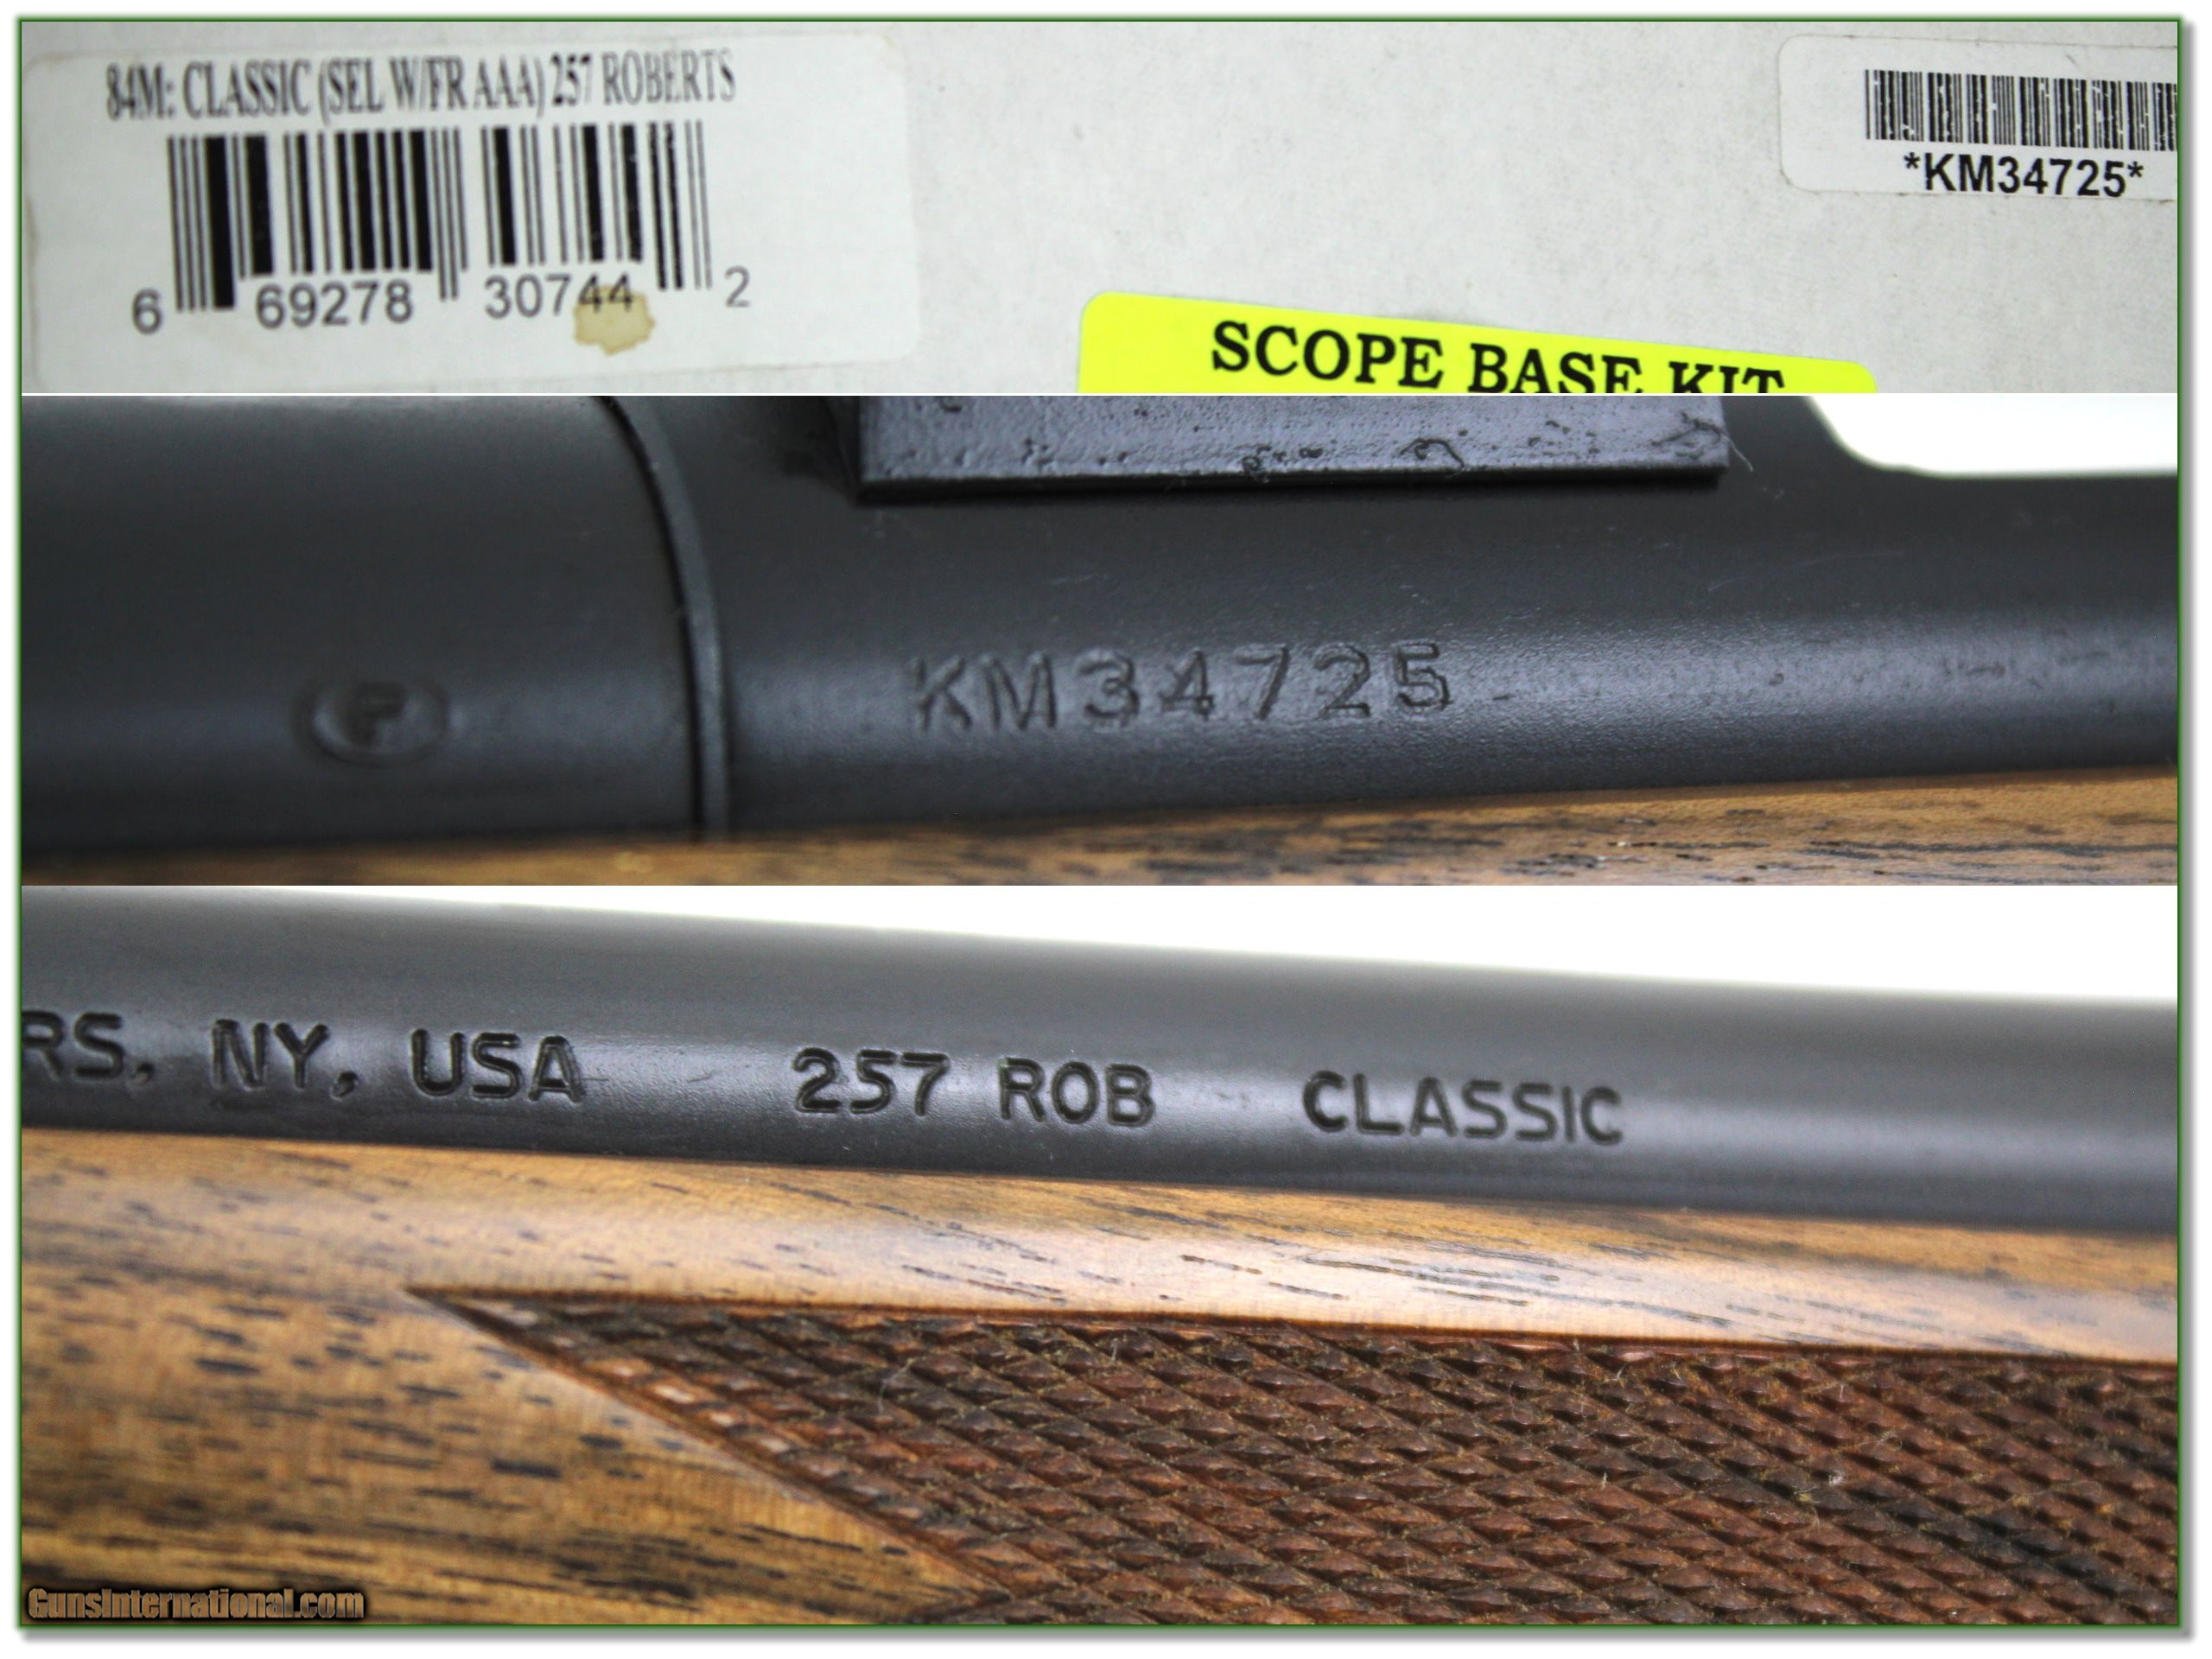 84M: CLASSIC (SEL W/FR AAA) 257 ROBERTS
6 69278 30744 2
*KM34725*
SCOPE BASE KIT
P
KM34725
RS, NY, USA 257 ROB CLASSIC
GunsInternational.com